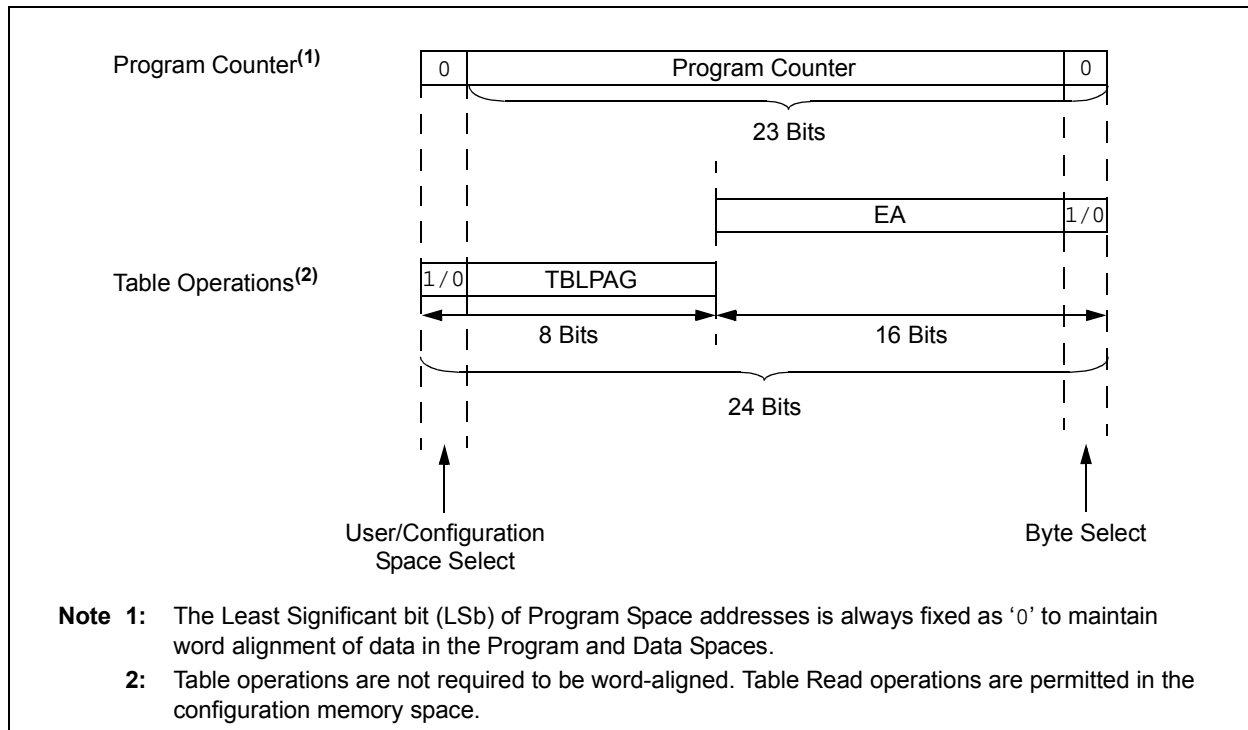 Program Counter(1)
0 Program Counter 0
23 Bits
EA 1/0
Table Operations(2)
1/0 TBLPAG
8 Bits 16 Bits
24 Bits
User/Configuration
Space Select
Byte Select
Note 1: The Least Significant bit (LSb) of Program Space addresses is always fixed as ‘0’ to maintain
word alignment of data in the Program and Data Spaces.
2: Table operations are not required to be word-aligned. Table Read operations are permitted in the
configuration memory space.